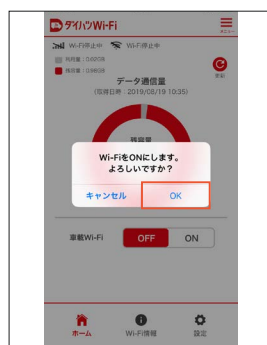 ダイハツWi-Fi
メニュー
Wi-Fi停止中 Wi-Fi停止中
利用量：0.02GB
残容量：0.98GB
更新
データ通信量
(取得日時：2019/08/19 10:35)
残容量
Wi-FiをONにします。
よろしいですか？
キャンセル OK
車載Wi-Fi OFF ON
ホーム Wi-Fi情報 設定